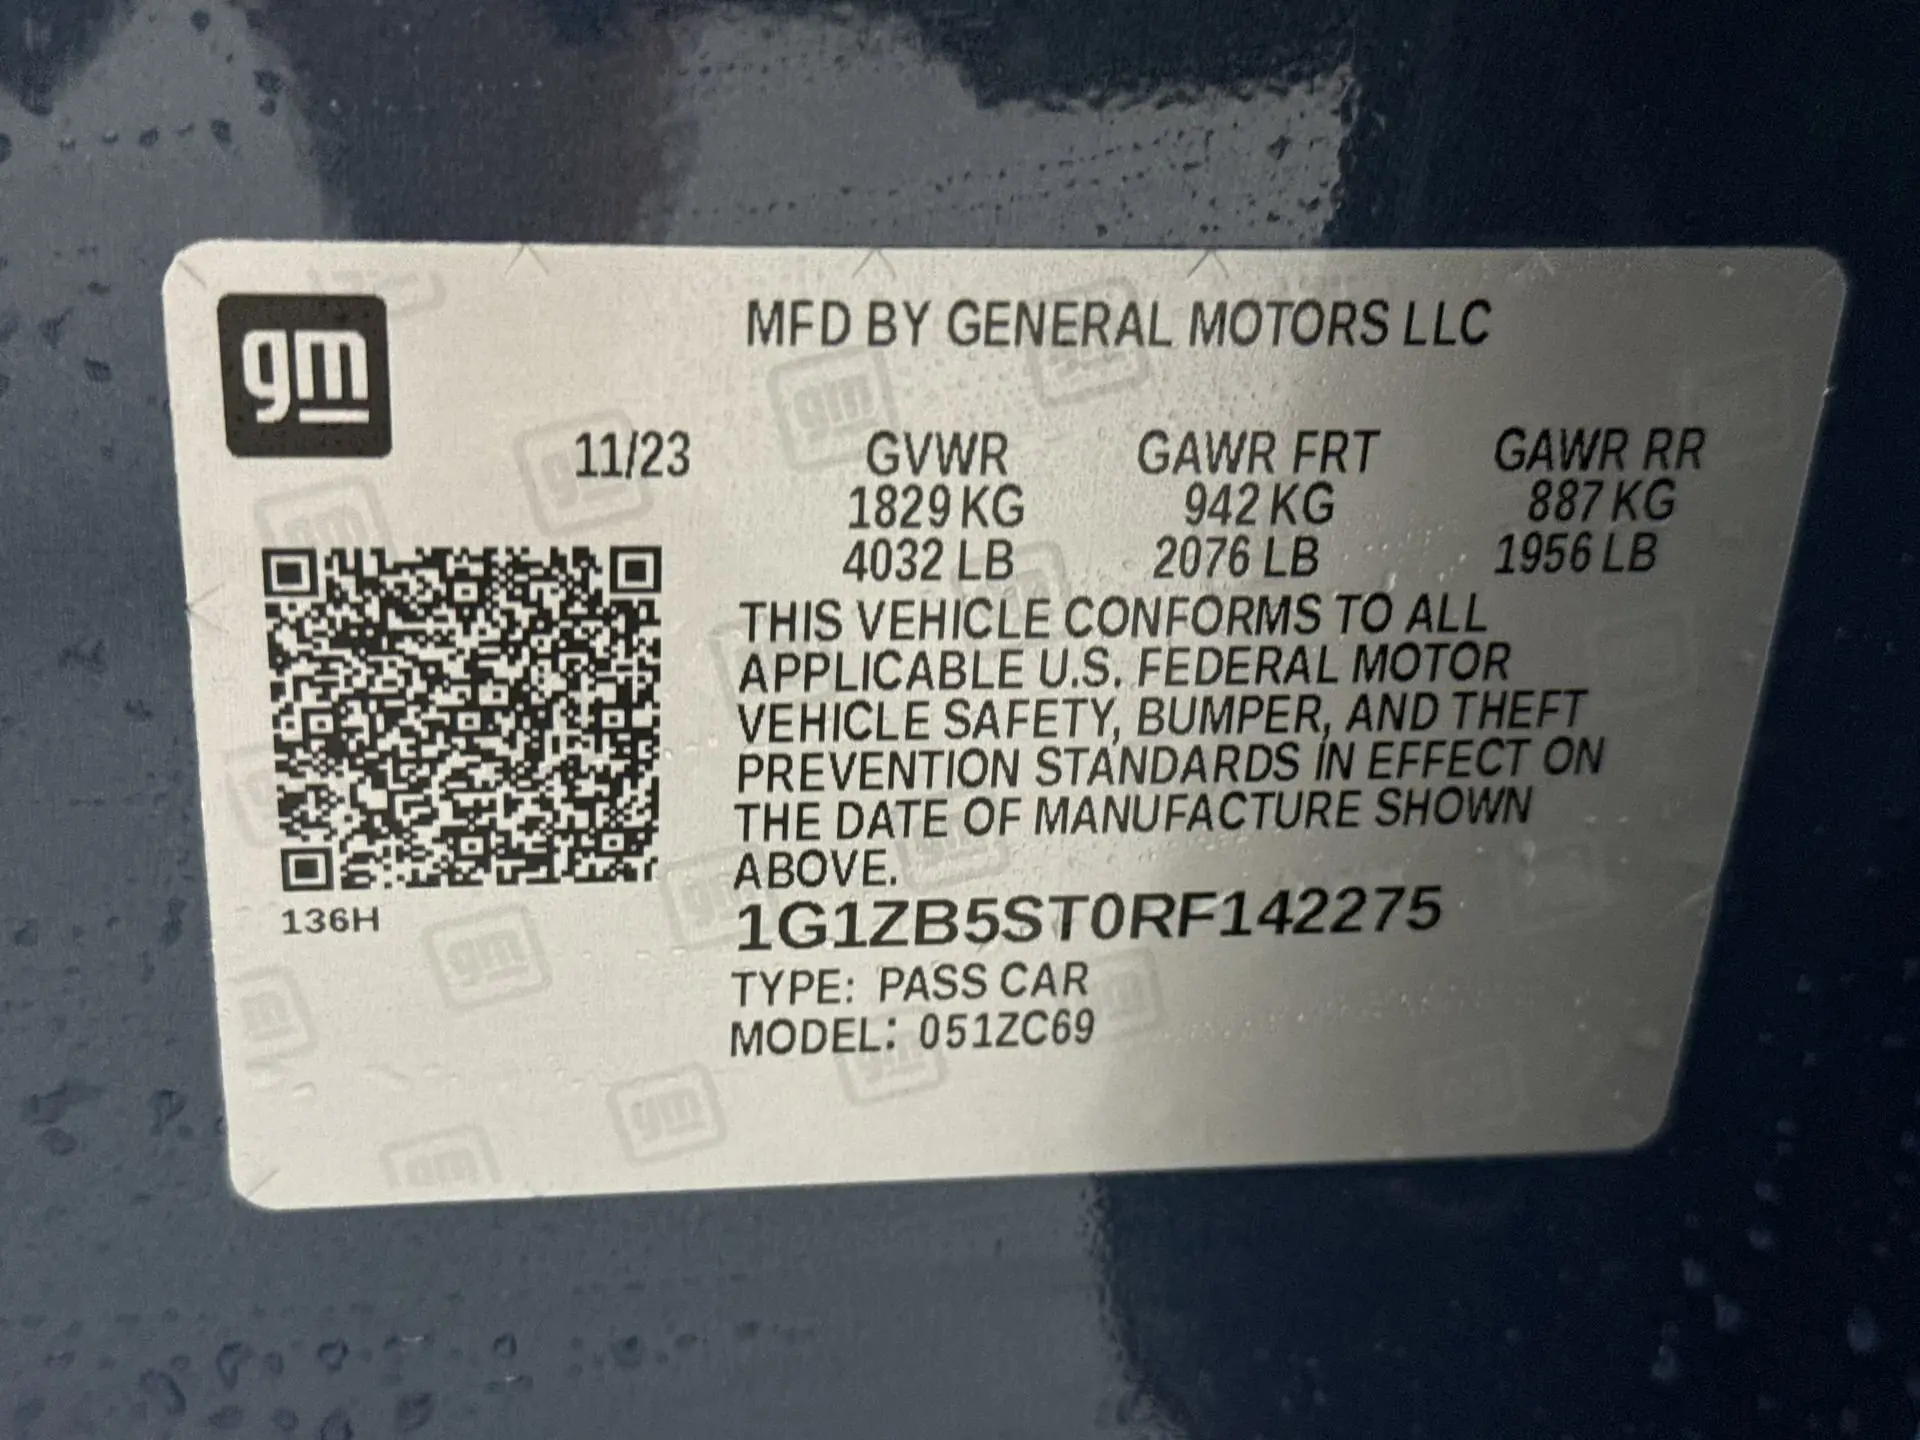 gm
MFD BY GENERAL MOTORS LLC
11/23 GVWR GAWR FRT GAWR RR
1829 KG 942 KG 887 KG
4032 LB 2076 LB 1956 LB
THIS VEHICLE CONFORMS TO ALL
APPLICABLE U.S. FEDERAL MOTOR
VEHICLE SAFETY, BUMPER, AND THEFT
PREVENTION STANDARDS IN EFFECT ON
THE DATE OF MANUFACTURE SHOWN
ABOVE.
136H
1G1ZB5ST0RF142275
TYPE: PASS CAR
MODEL: 051ZC69